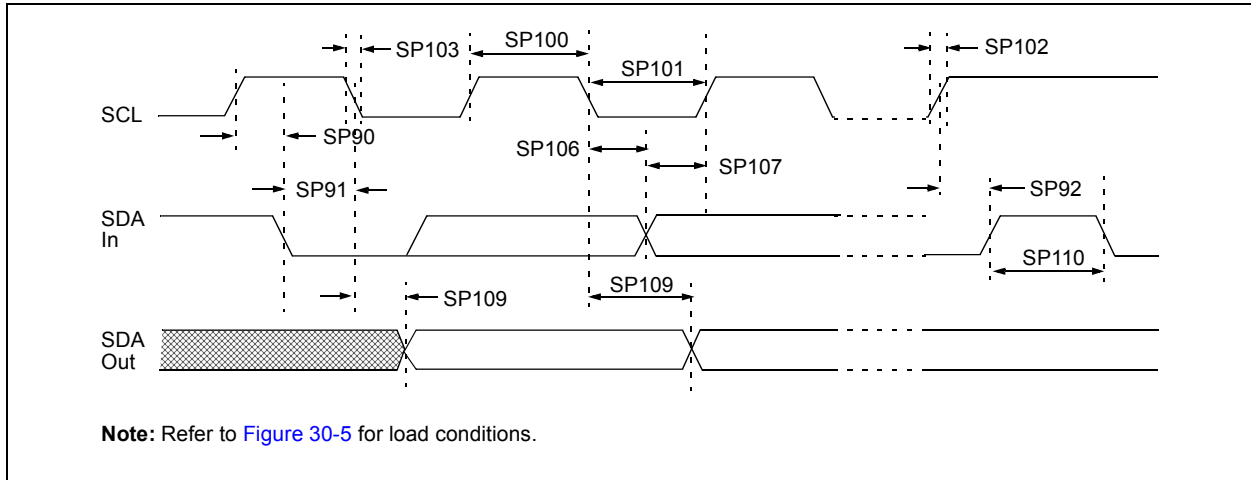 SP103
SP100
SP102
SP101
SCL
SP90
SP106
SP107
SP91
SP92
SDA
In
SP110
SP109
SP109
SDA
Out
Note: Refer to Figure 30-5 for load conditions.